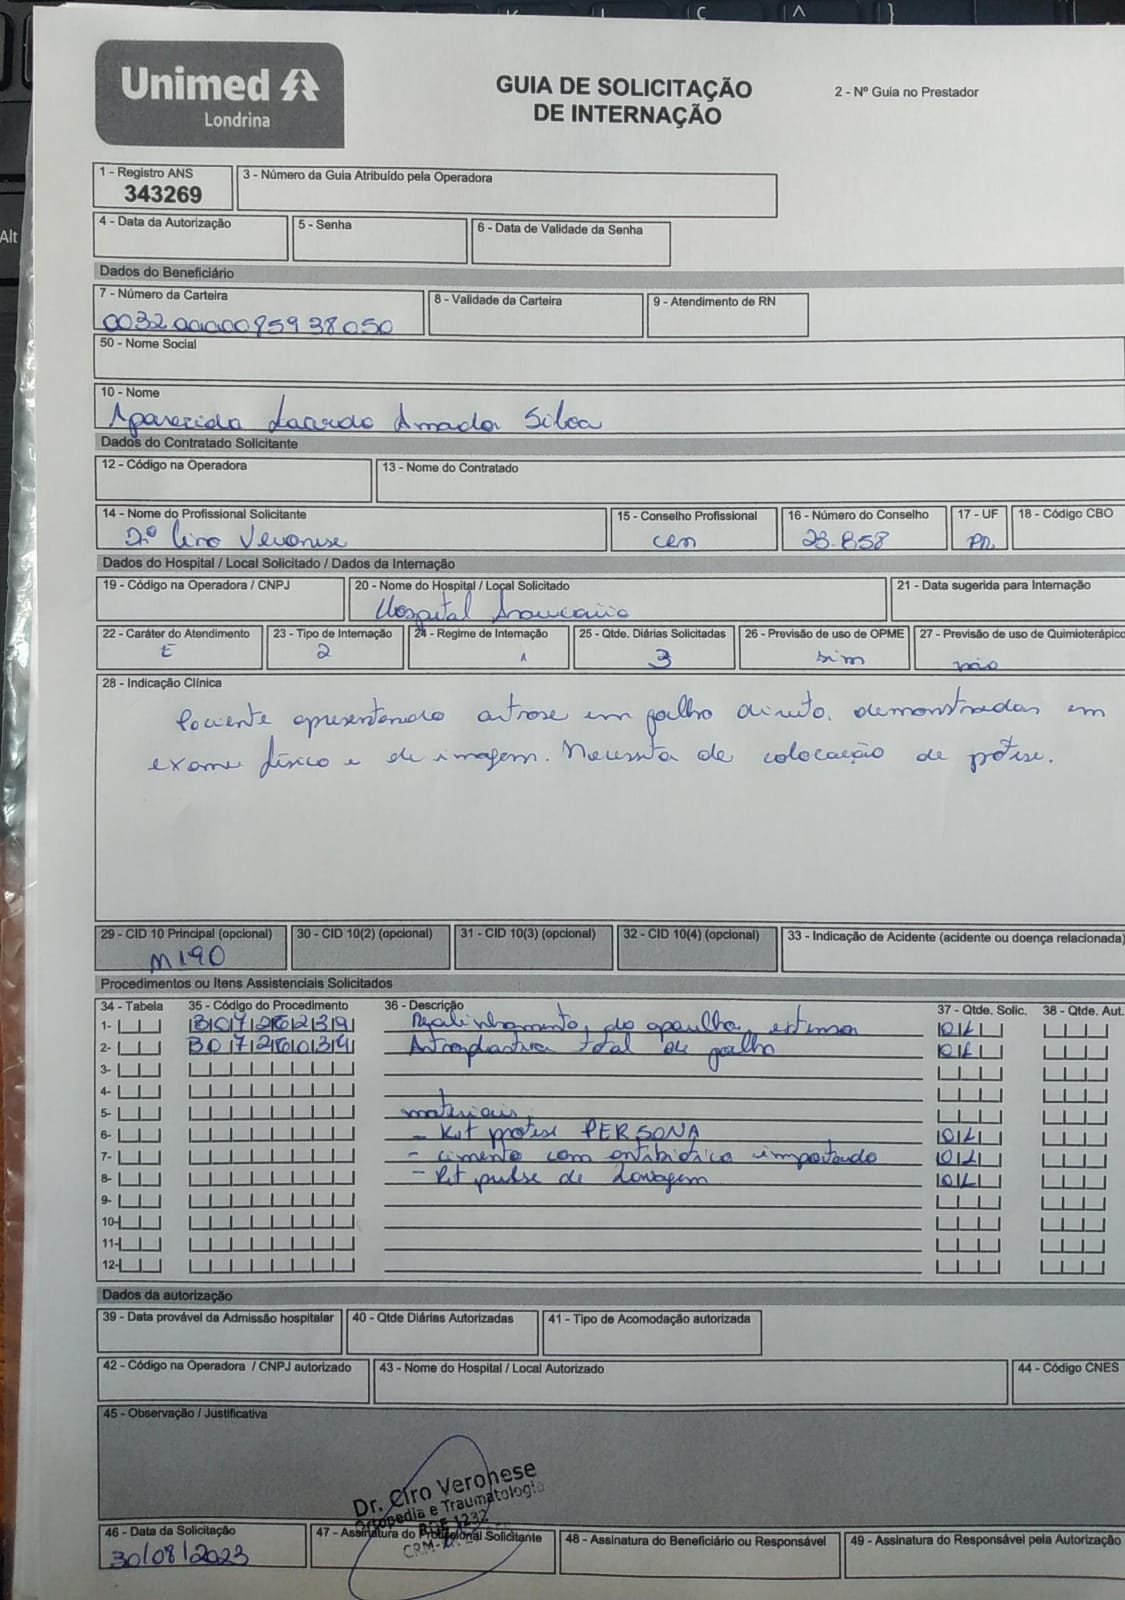 Unimed
Londrina
GUIA DE SOLICITAÇÃO
DE INTERNAÇÃO
2 - Nº Guia no Prestador
1 - Registro ANS
343269
3 - Número da Guia Atribuído pela Operadora
4 - Data da Autorização
5 - Senha
6 - Data de Validade da Senha
Dados do Beneficiário
7 - Número da Carteira
8 - Validade da Carteira
9 - Atendimento de RN
50 - Nome Social
10 - Nome
Aparecida Amador Silva
Dados do Contratado Solicitante
12 - Código na Operadora
13 - Nome do Contratado
14 - Nome do Profissional Solicitante
15 - Conselho Profissional
16 - Número do Conselho
17 - UF
18 - Código CBO
Drº Ciro Veronese
CRM
23.858
PR
Dados do Hospital / Local Solicitado / Dados da Internação
19 - Código na Operadora / CNPJ
20 - Nome do Hospital / Local Solicitado
21 - Data sugerida para Internação
Hospital Araucária
22 - Caráter do Atendimento
23 - Tipo de Internação
24 - Regime de Internação
25 - Qtde. Diárias Solicitadas
26 - Previsão de uso de OPME
27 - Previsão de uso de Quimioterápico
E
2
1
3
sim
não
28 - Indicação Clínica
Paciente apresentando artrose em joelho direito, demonstradas em
exame físico e de imagem. Necessita de colocação de prótese.
29 - CID 10 Principal (opcional)
30 - CID 10(2) (opcional)
31 - CID 10(3) (opcional)
32 - CID 10(4) (opcional)
33 - Indicação de Acidente (acidente ou doença relacionada)
M190
Procedimentos ou Itens Assistenciais Solicitados
34 - Tabela
35 - Código do Procedimento
36 - Descrição
37 - Qtde. Solic.
38 - Qtde. Aut.
1- 30726239 Realinhamento do aparelho extensor 01
2- 30726034 Artroplastia total de joelho 01
3-
4-
5- materiais,
6- - Kit protese PERSONA 01
7- - cimento com antibiótico importado 01
8- - Kit pulse de lavagem 01
9-
10-
11-
12-
Dados da autorização
39 - Data provável da Admissão hospitalar
40 - Qtde Diárias Autorizadas
41 - Tipo de Acomodação autorizada
42 - Código na Operadora / CNPJ autorizado
43 - Nome do Hospital / Local Autorizado
44 - Código CNES
45 - Observação / Justificativa
Dr. Ciro Veronese
Ortopedia e Traumatologia
RQE 1232
CRM-
46 - Data da Solicitação
47 - Assinatura do Profissional Solicitante
48 - Assinatura do Beneficiário ou Responsável
49 - Assinatura do Responsável pela Autorização
30/08/2023
Alt